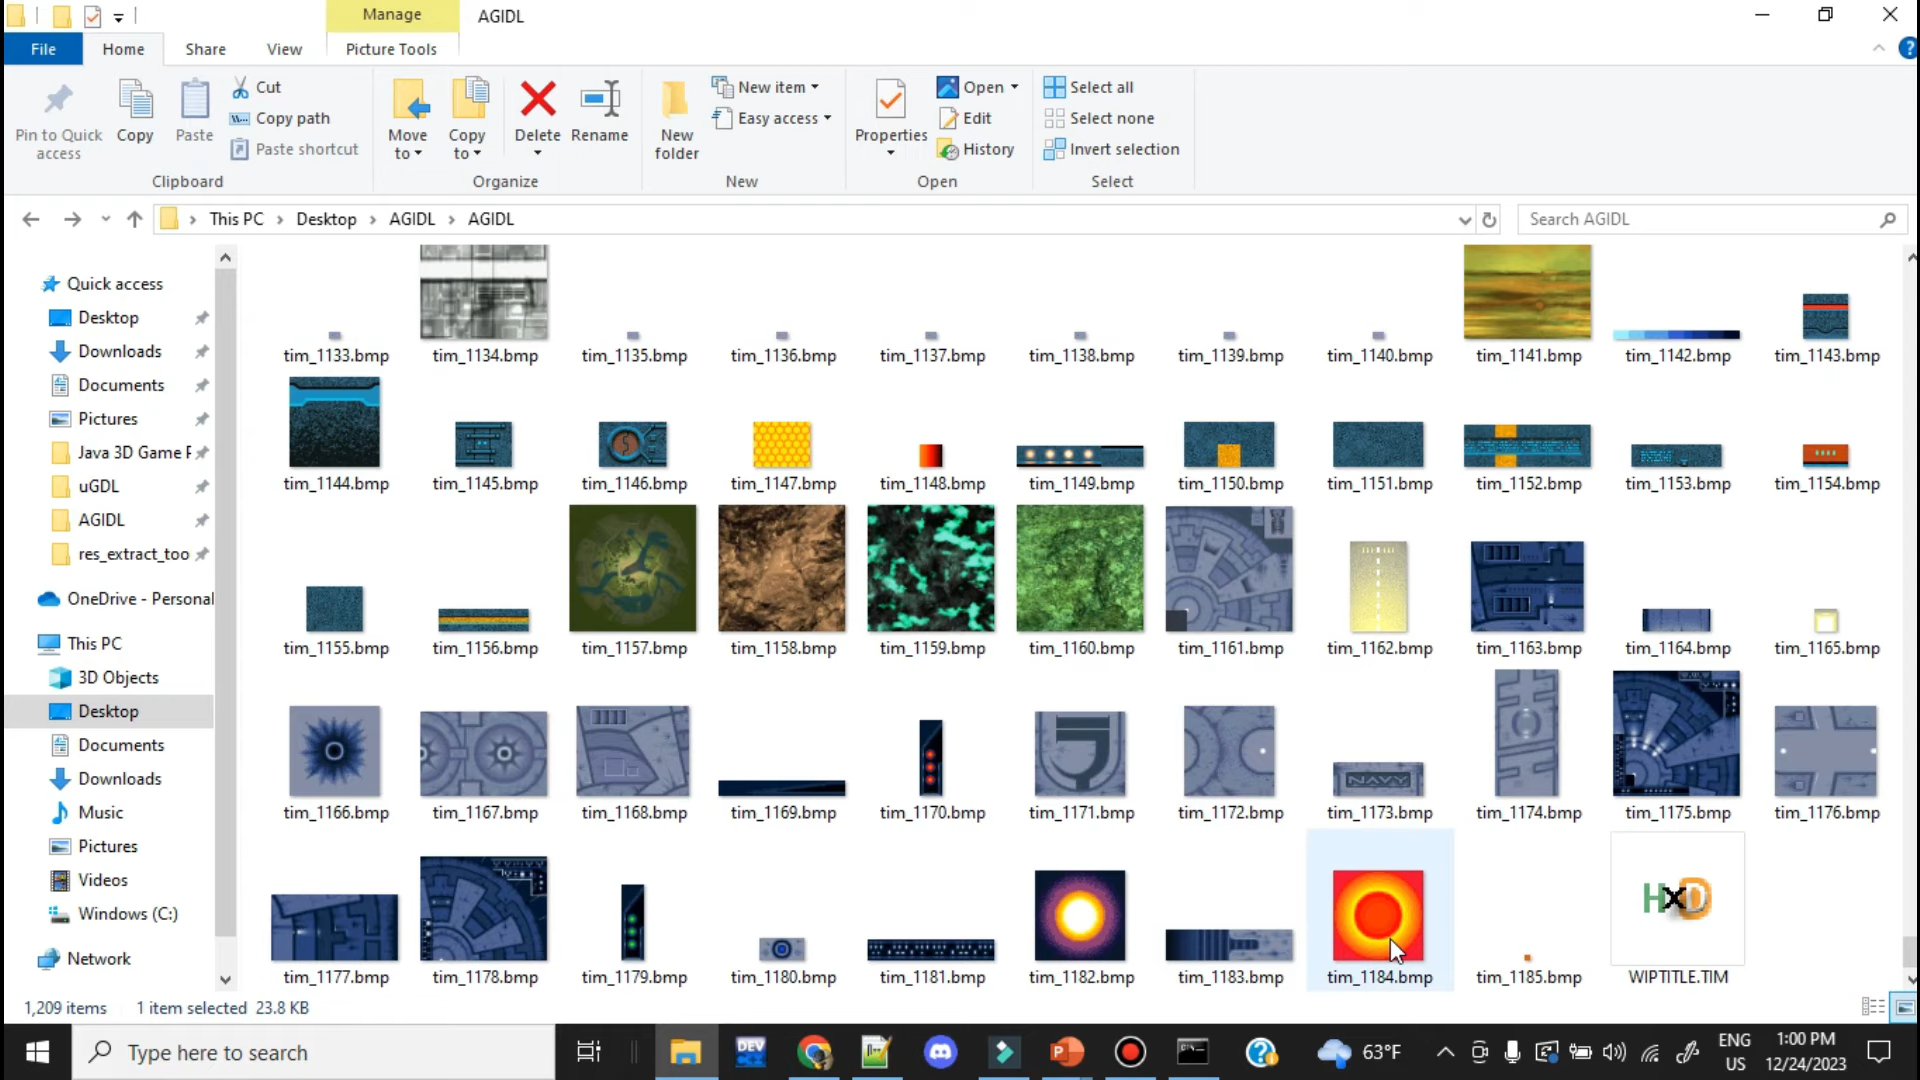 Manage
AGIDL
File
Home
Share
View
Picture Tools
Pin to Quick access
Copy
Paste
Cut
Copy path
Paste shortcut
Move to
Copy to
Delete
Rename
New folder
New item
Easy access
Properties
Open
Edit
History
Select all
Select none
Invert selection
Clipboard
Organize
New
Open
Select
This PC > Desktop > AGIDL > AGIDL
Search AGIDL
Quick access
Desktop
Downloads
Documents
Pictures
Java 3D Game F
uGDL
AGIDL
res_extract_too
OneDrive - Personal
This PC
3D Objects
Desktop
Documents
Downloads
Music
Pictures
Videos
Windows (C:)
Network
tim_1133.bmp tim_1134.bmp tim_1135.bmp tim_1136.bmp tim_1137.bmp tim_1138.bmp tim_1139.bmp tim_1140.bmp tim_1141.bmp tim_1142.bmp tim_1143.bmp
tim_1144.bmp tim_1145.bmp tim_1146.bmp tim_1147.bmp tim_1148.bmp tim_1149.bmp tim_1150.bmp tim_1151.bmp tim_1152.bmp tim_1153.bmp tim_1154.bmp
tim_1155.bmp tim_1156.bmp tim_1157.bmp tim_1158.bmp tim_1159.bmp tim_1160.bmp tim_1161.bmp tim_1162.bmp tim_1163.bmp tim_1164.bmp tim_1165.bmp
NAVY
tim_1166.bmp tim_1167.bmp tim_1168.bmp tim_1169.bmp tim_1170.bmp tim_1171.bmp tim_1172.bmp tim_1173.bmp tim_1174.bmp tim_1175.bmp tim_1176.bmp
HxD
tim_1177.bmp tim_1178.bmp tim_1179.bmp tim_1180.bmp tim_1181.bmp tim_1182.bmp tim_1183.bmp tim_1184.bmp tim_1185.bmp WIPTITLE.TIM
1,209 items 1 item selected 23.8 KB
Type here to search
DEV
63°F
ENG
US
1:00 PM
12/24/2023